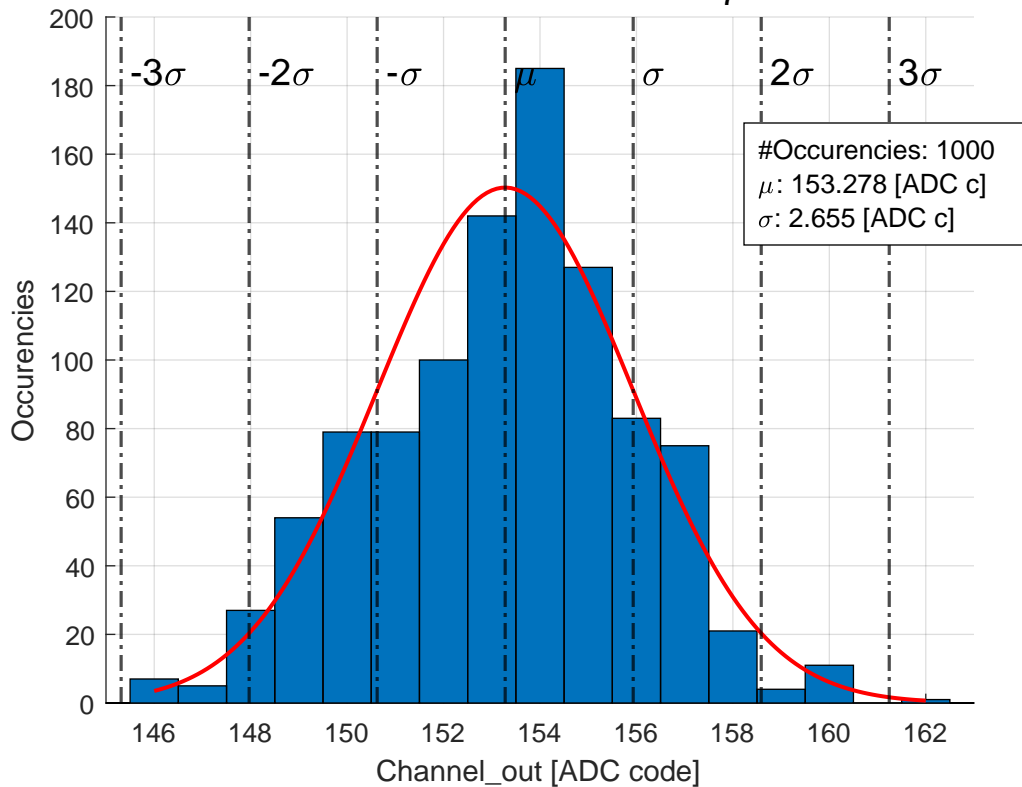 200
180
160
140
120
100
80
60
40
20
0
-3σ
-2σ
-σ
μ
σ
2σ
3σ
#Occurencies: 1000
μ: 153.278 [ADC c]
σ: 2.655 [ADC c]
Occurencies
146 148 150 152 154 156 158 160 162
Channel_out [ADC code]